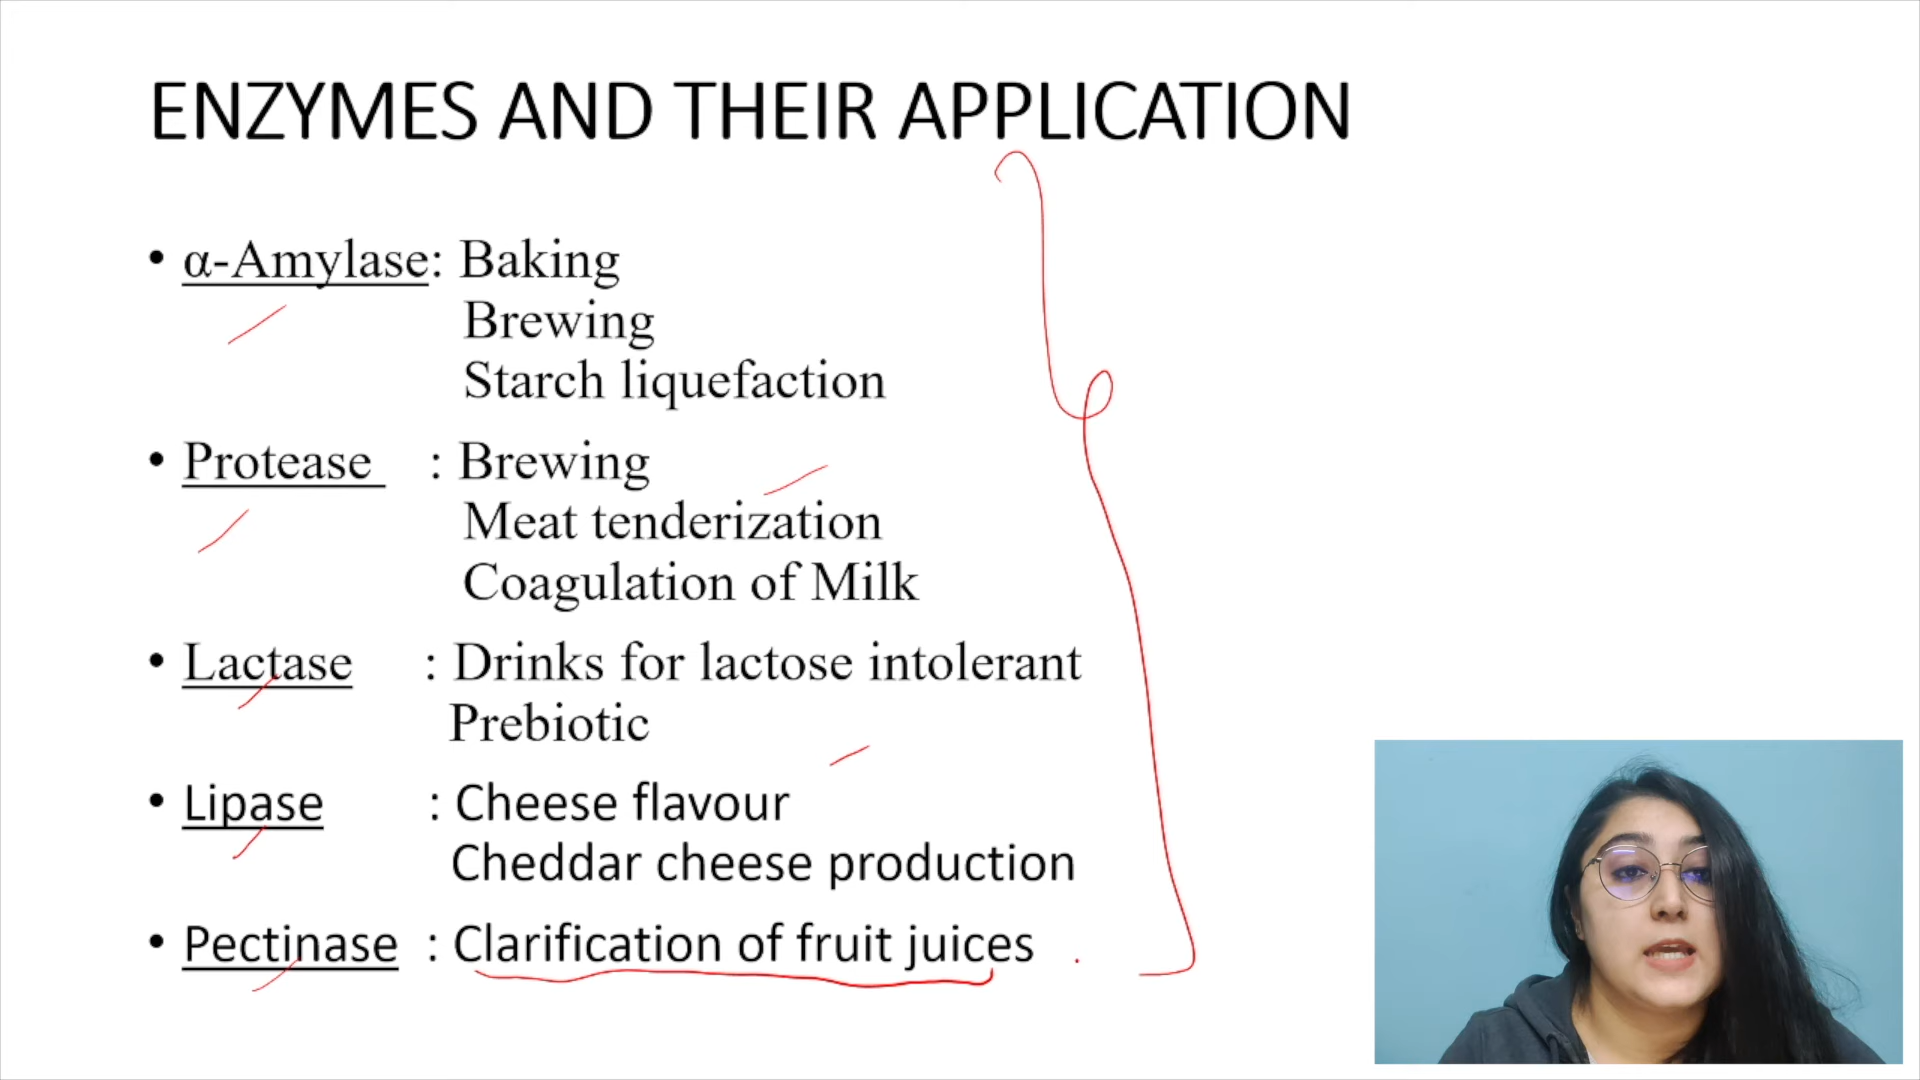 ENZYMES AND THEIR APPLICATION
• α-Amylase: Baking
Brewing
Starch liquefaction
• Protease : Brewing
Meat tenderization
Coagulation of Milk
• Lactase : Drinks for lactose intolerant
Prebiotic
• Lipase : Cheese flavour
Cheddar cheese production
• Pectinase : Clarification of fruit juices